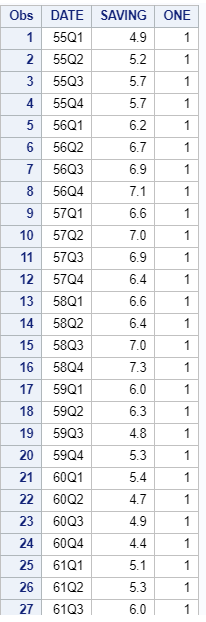 Obs DATE SAVING ONE
1 55Q1 4.9 1
2 55Q2 5.2 1
3 55Q3 5.7 1
4 55Q4 5.7 1
5 56Q1 6.2 1
6 56Q2 6.7 1
7 56Q3 6.9 1
8 56Q4 7.1 1
9 57Q1 6.6 1
10 57Q2 7.0 1
11 57Q3 6.9 1
12 57Q4 6.4 1
13 58Q1 6.6 1
14 58Q2 6.4 1
15 58Q3 7.0 1
16 58Q4 7.3 1
17 59Q1 6.0 1
18 59Q2 6.3 1
19 59Q3 4.8 1
20 59Q4 5.3 1
21 60Q1 5.4 1
22 60Q2 4.7 1
23 60Q3 4.9 1
24 60Q4 4.4 1
25 61Q1 5.1 1
26 61Q2 5.3 1
27 61Q3 6.0 1